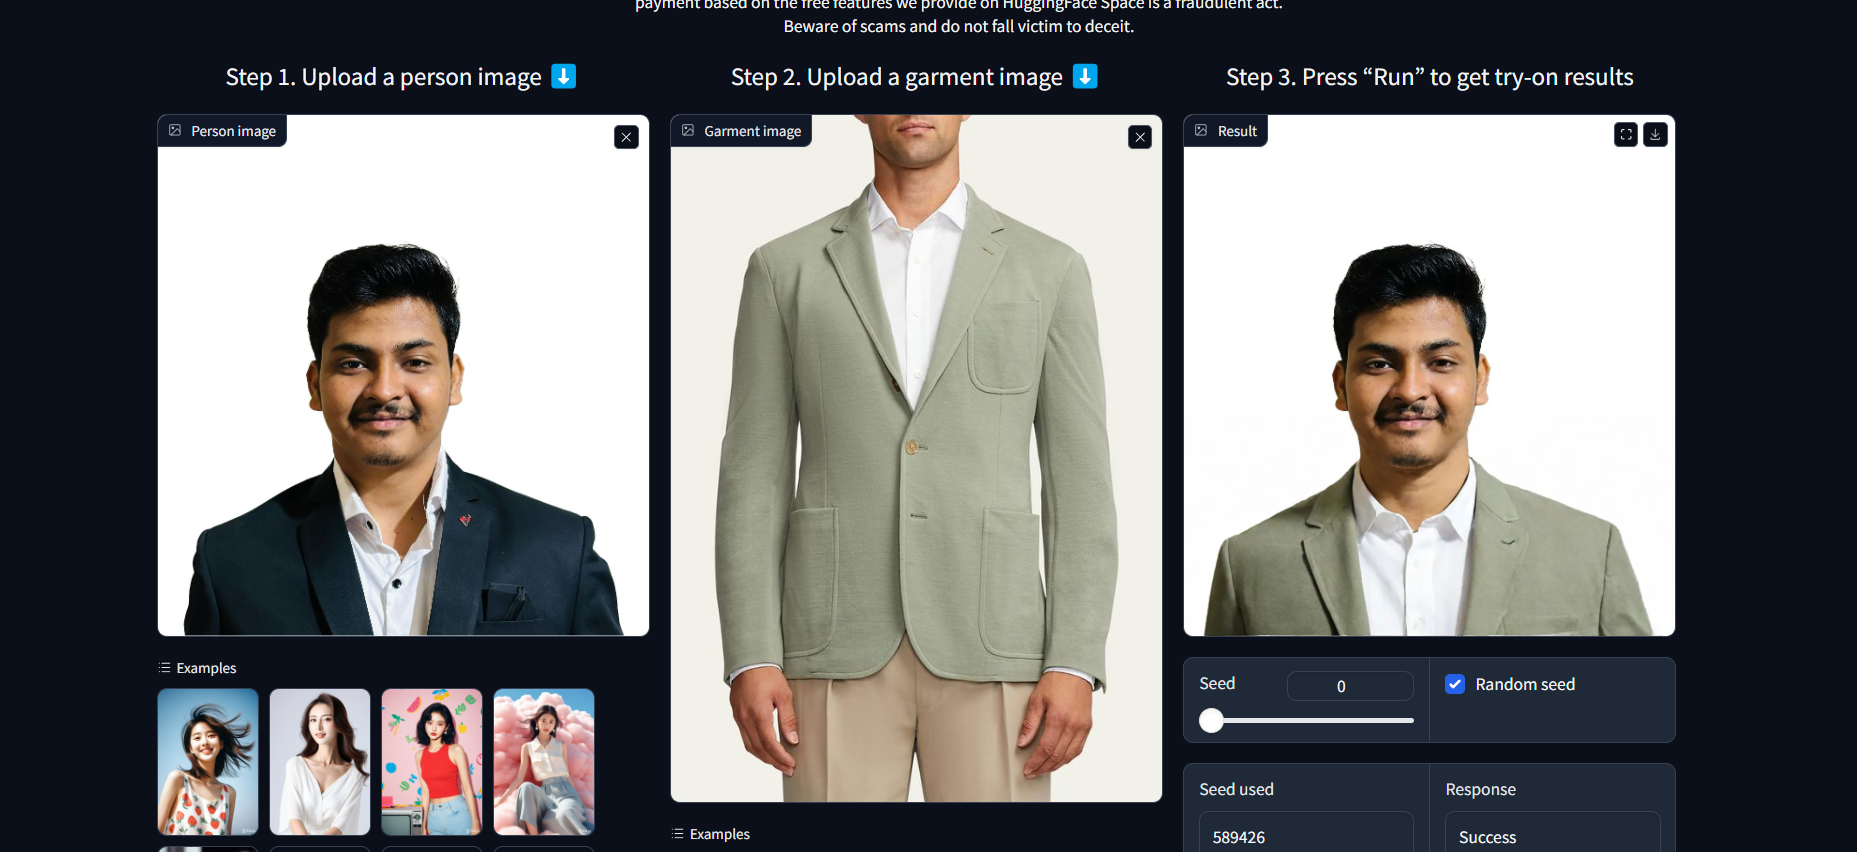 payment based on the free features we provide on HuggingFace Space is a fraudulent act.
Beware of scams and do not fall victim to deceit.
Step 1. Upload a person image ⬇️
Step 2. Upload a garment image ⬇️
Step 3. Press “Run” to get try-on results
Person image
Garment image
Result
Examples
Seed
0
Random seed
Seed used
Response
589426
Success
Examples